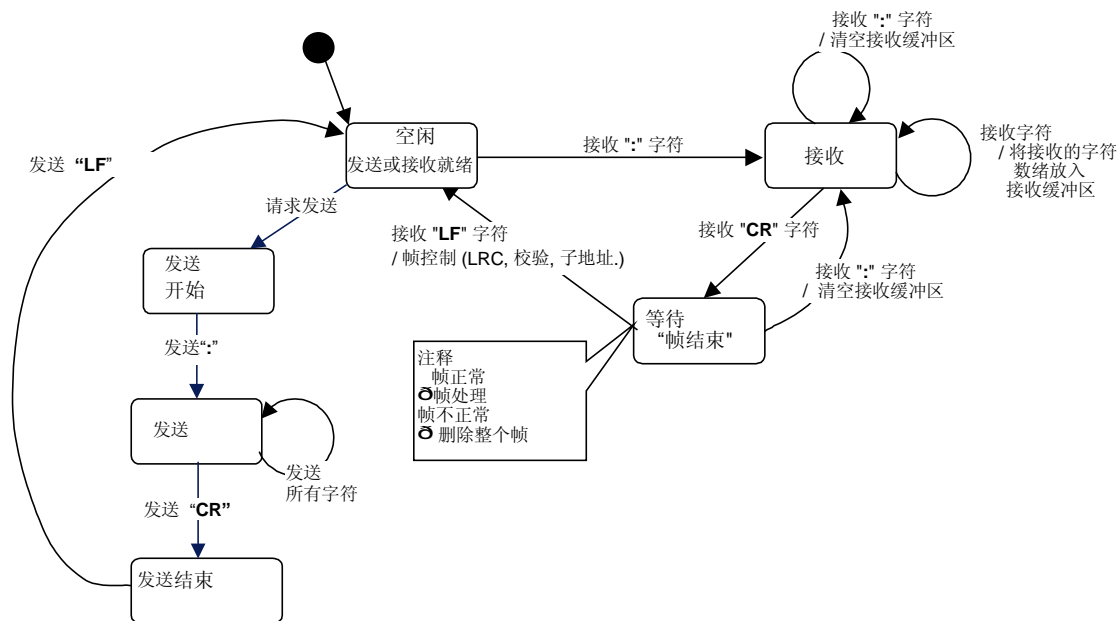 接收 ":" 字符
/ 清空接收缓冲区
空闲
发送或接收就绪
接收 ":" 字符
接收
接收字符
/ 将接收的字符
数绪放入
接收缓冲区
发送 “LF”
请求发送
接收 "LF" 字符
/ 帧控制 (LRC, 校验, 子地址.)
接收 "CR" 字符
接收 ":" 字符
/ 清空接收缓冲区
发送
开始
等待
“帧结束"
发送“:”
注释
帧正常
ð帧处理
帧不正常
ð 删除整个帧
发送
发送
所有字符
发送 “CR”
发送结束